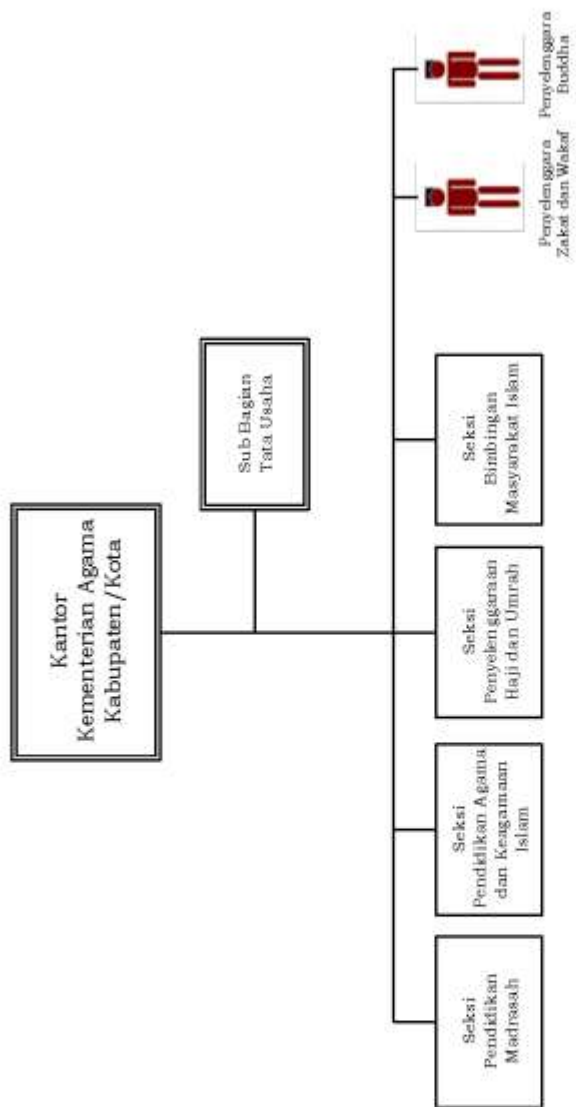 Kantor
Kementerian Agama
Kabupaten/Kota
Sub Bagian
Tata Usaha
Seksi
Pendidikan
Madrasah
Seksi
Pendidikan Agama
dan Keagamaan
Islam
Seksi
Penyelenggaraan
Haji dan Umrah
Seksi
Bimbingan
Masyarakat Islam
Penyelenggara
Zakat dan Wakaf
Penyelenggara
Buddha